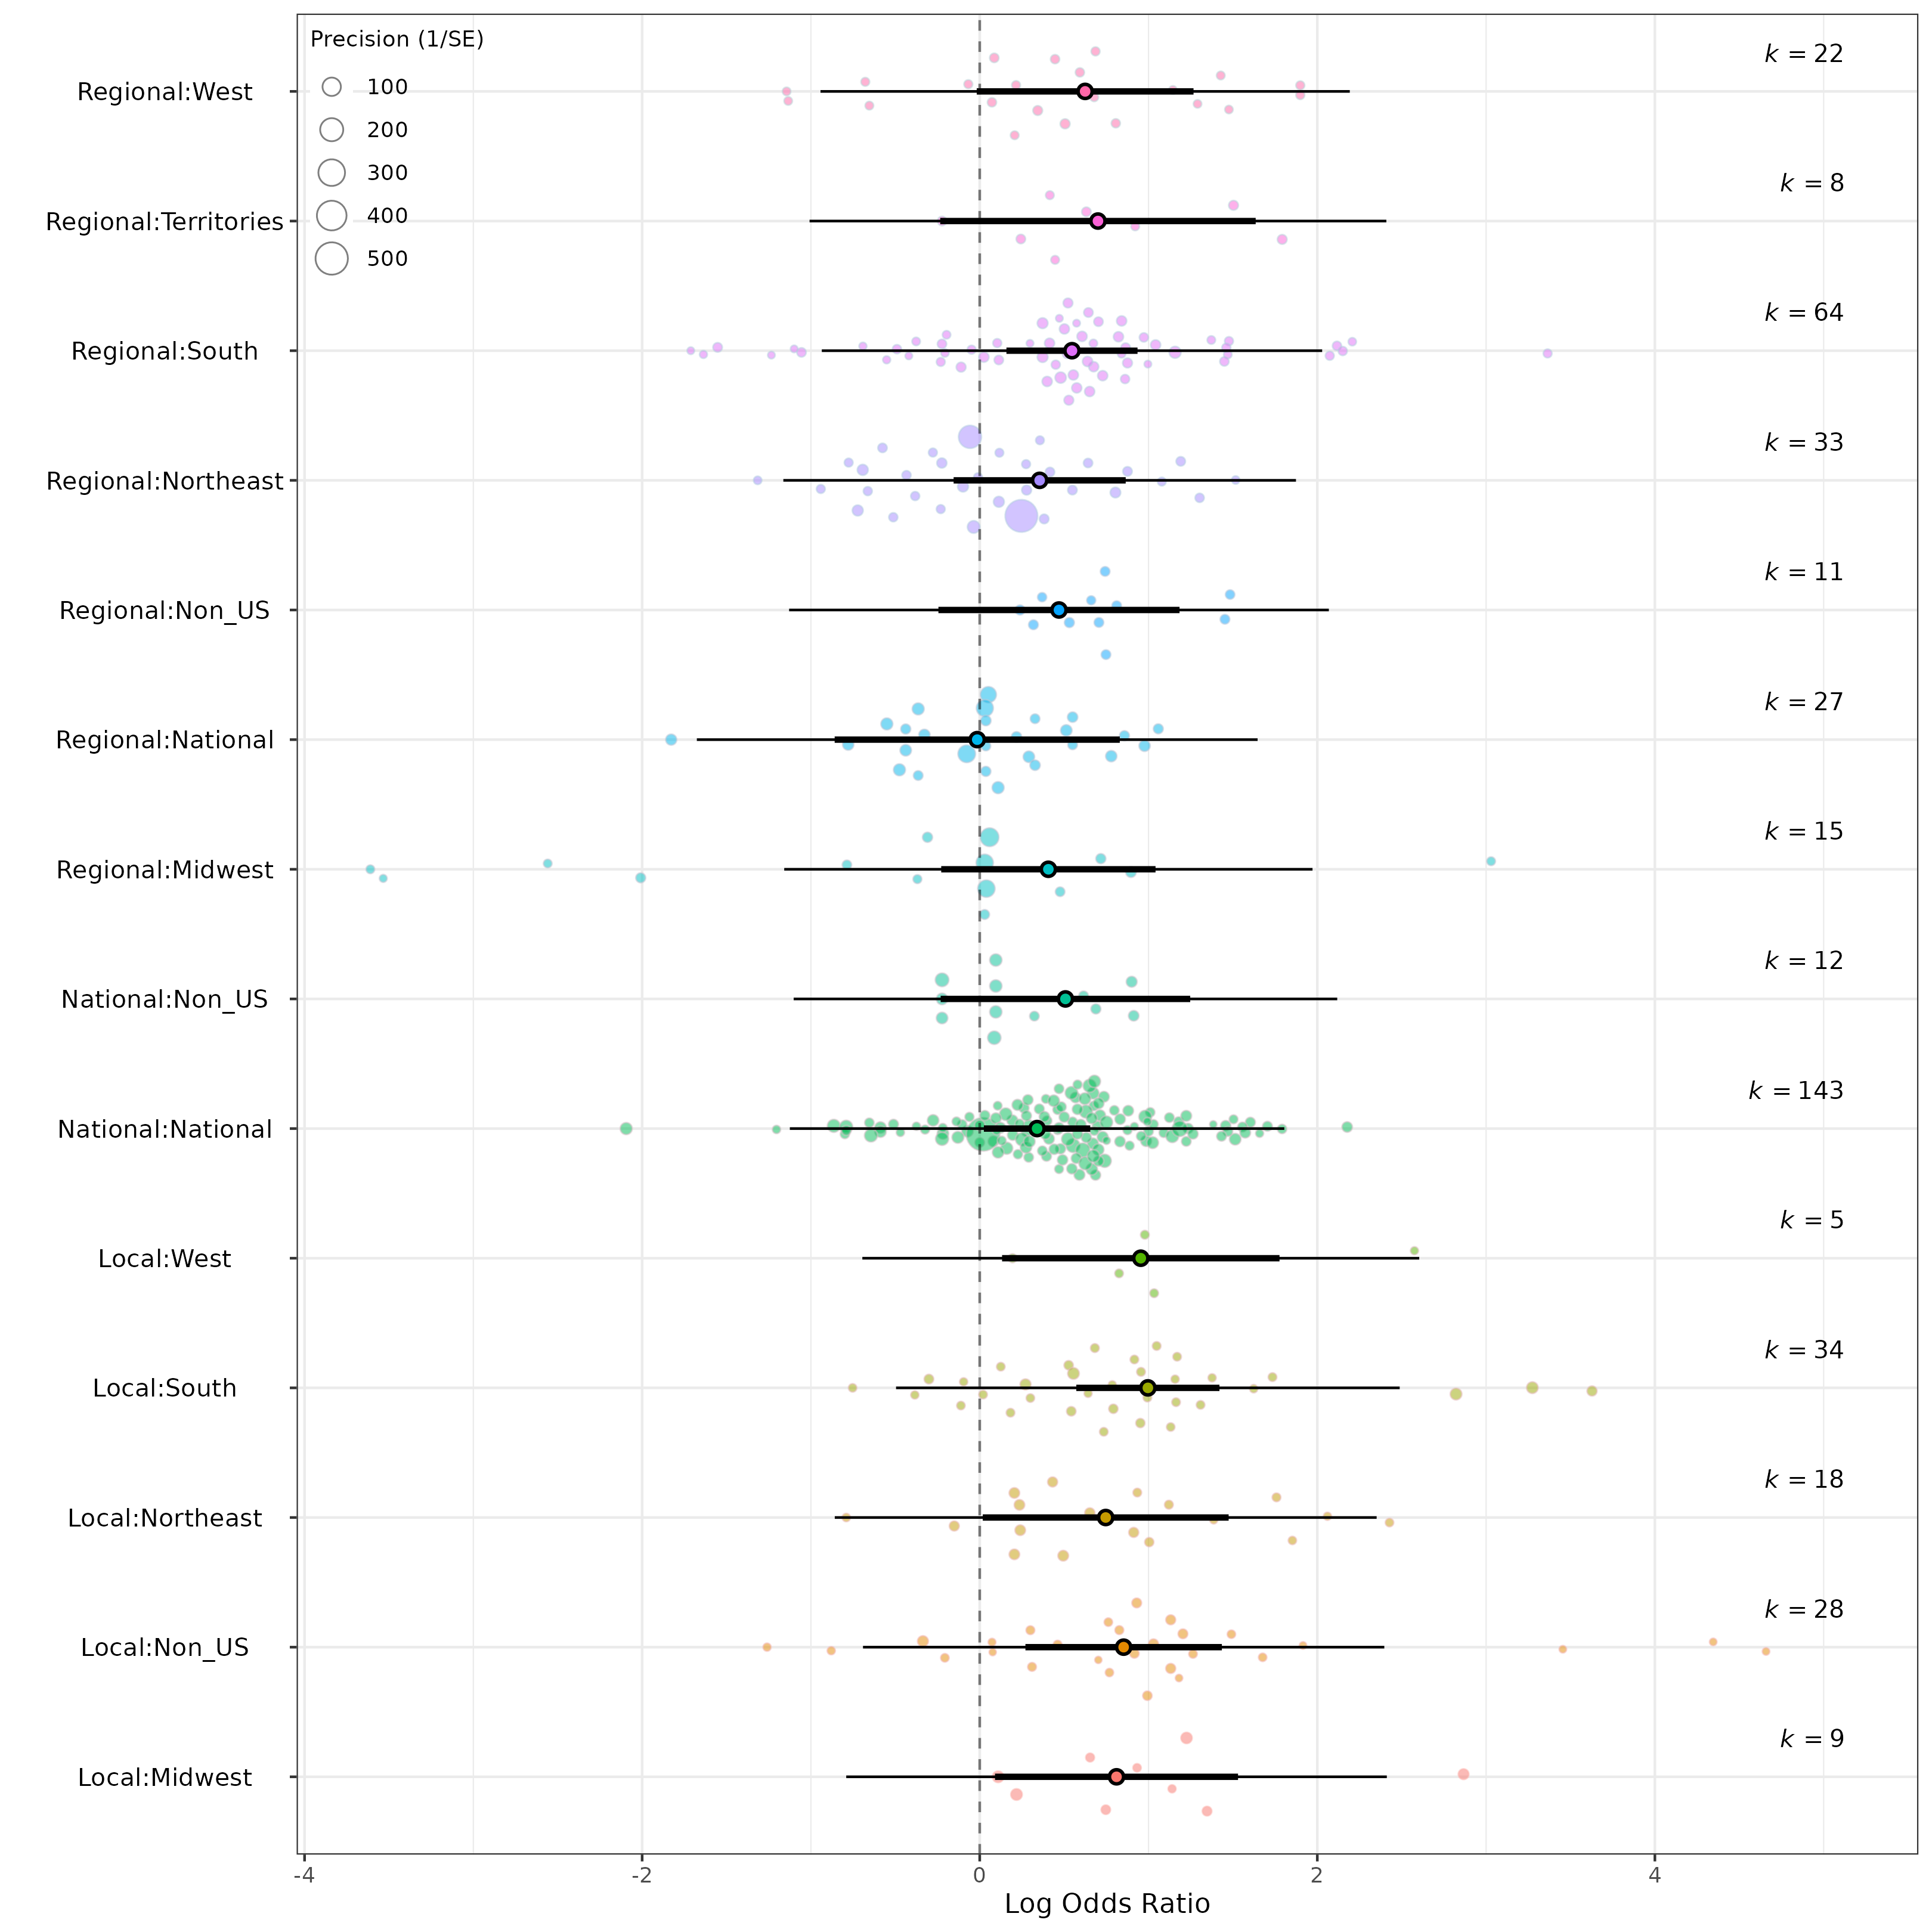 Precision (1/SE)
100
200
300
400
500
Regional:West
k = 22
Regional:Territories
k = 8
Regional:South
k = 64
Regional:Northeast
k = 33
Regional:Non_US
k = 11
Regional:National
k = 27
Regional:Midwest
k = 15
National:Non_US
k = 12
National:National
k = 143
Local:West
k = 5
Local:South
k = 34
Local:Northeast
k = 18
Local:Non_US
k = 28
Local:Midwest
k = 9
-4 -2 0 2 4
Log Odds Ratio